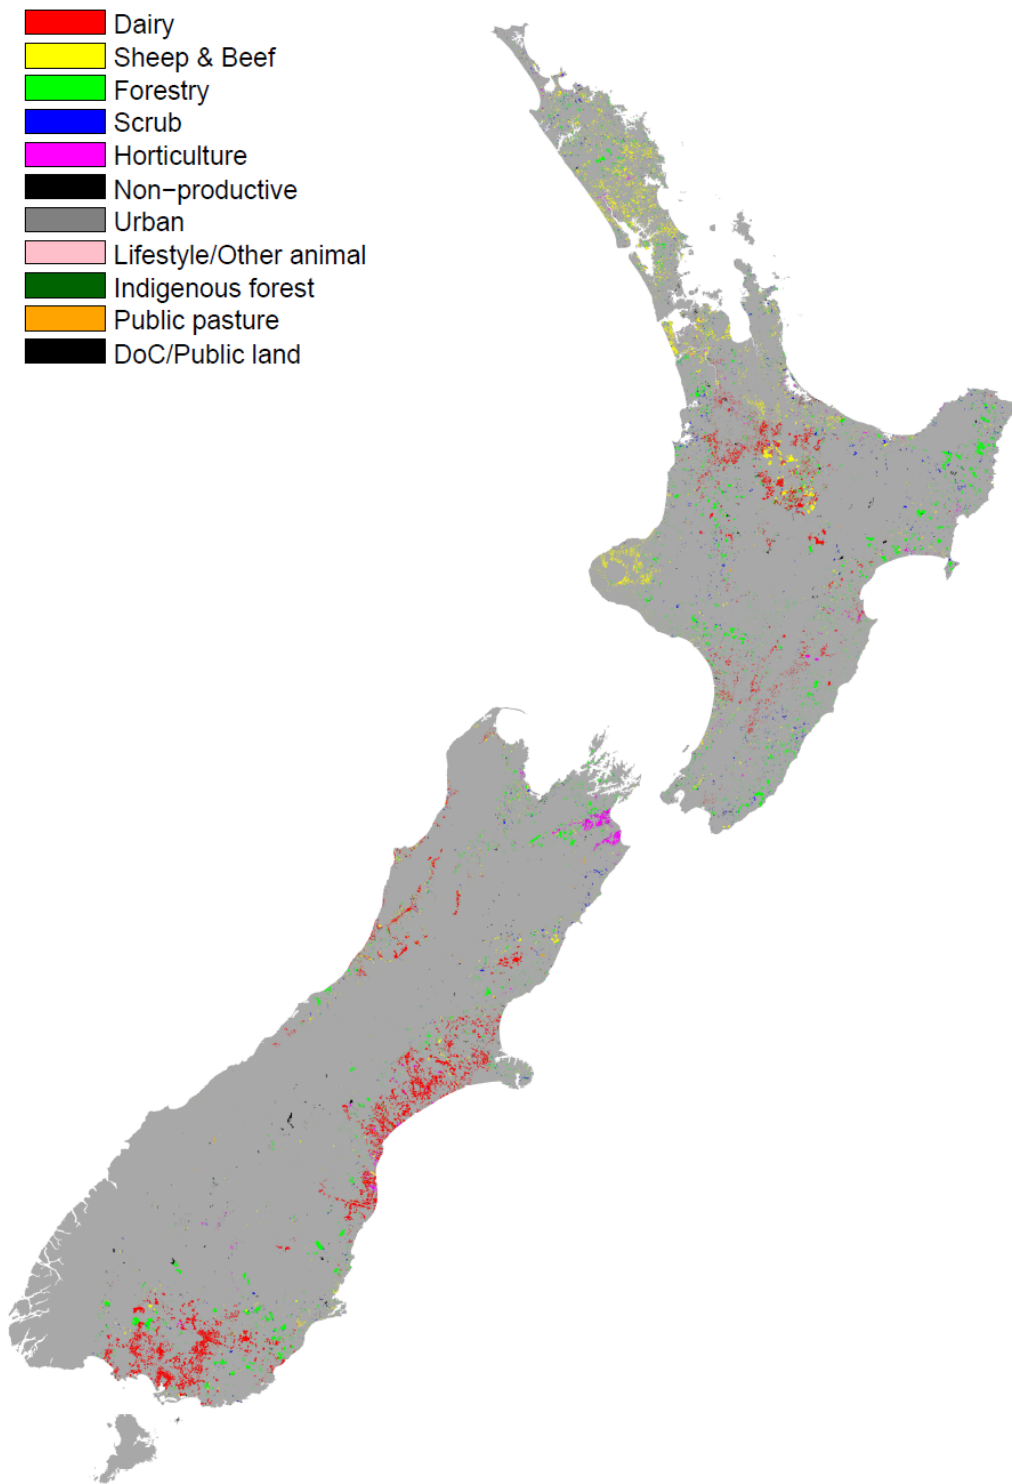 Dairy
Sheep & Beef
Forestry
Scrub
Horticulture
Non−productive
Urban
Lifestyle/Other animal
Indigenous forest
Public pasture
DoC/Public land